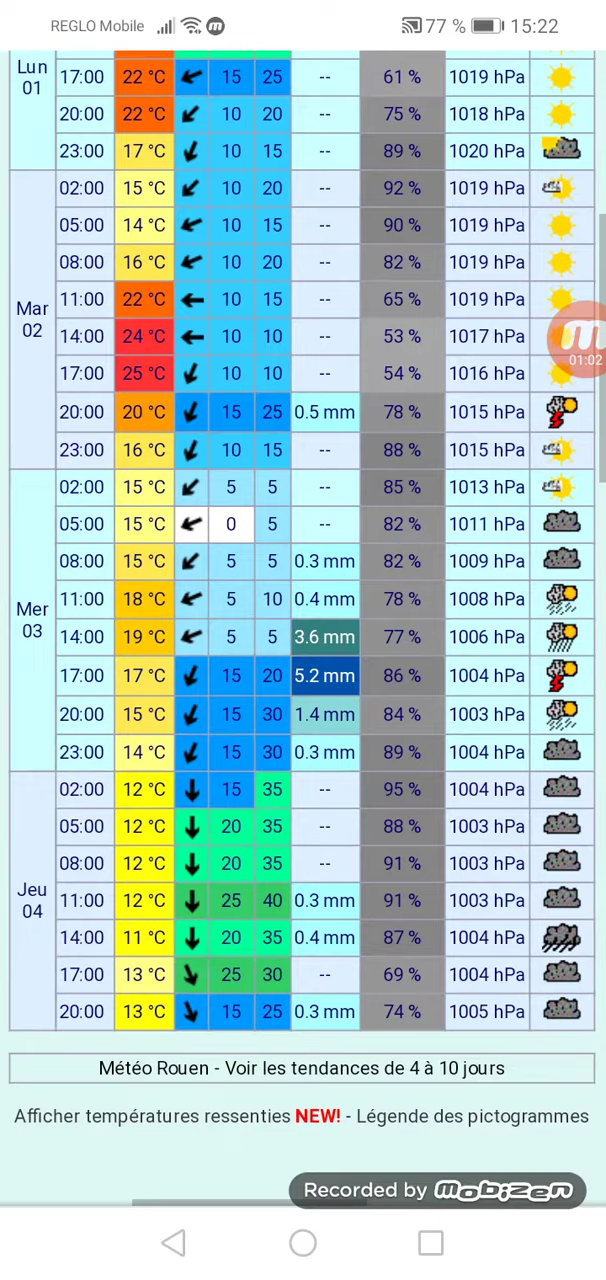 REGLO Mobile 77 % 15:22
Lun 01
17:00 22 °C 15 25 -- 61 % 1019 hPa
20:00 22 °C 10 20 -- 75 % 1018 hPa
23:00 17 °C 10 15 -- 89 % 1020 hPa
Mar 02
02:00 15 °C 10 20 -- 92 % 1019 hPa
05:00 14 °C 10 15 -- 90 % 1019 hPa
08:00 16 °C 10 20 -- 82 % 1019 hPa
11:00 22 °C 10 15 -- 65 % 1019 hPa
14:00 24 °C 10 10 -- 53 % 1017 hPa
17:00 25 °C 10 10 -- 54 % 1016 hPa
01:02
20:00 20 °C 15 25 0.5 mm 78 % 1015 hPa
23:00 16 °C 10 15 -- 88 % 1015 hPa
Mer 03
02:00 15 °C 5 5 -- 85 % 1013 hPa
05:00 15 °C 0 5 -- 82 % 1011 hPa
08:00 15 °C 5 5 0.3 mm 82 % 1009 hPa
11:00 18 °C 5 10 0.4 mm 78 % 1008 hPa
14:00 19 °C 5 5 3.6 mm 77 % 1006 hPa
17:00 17 °C 15 20 5.2 mm 86 % 1004 hPa
20:00 15 °C 15 30 1.4 mm 84 % 1003 hPa
23:00 14 °C 15 30 0.3 mm 89 % 1004 hPa
Jeu 04
02:00 12 °C 15 35 -- 95 % 1004 hPa
05:00 12 °C 20 35 -- 88 % 1003 hPa
08:00 12 °C 20 35 -- 91 % 1003 hPa
11:00 12 °C 25 40 0.3 mm 91 % 1003 hPa
14:00 11 °C 20 35 0.4 mm 87 % 1004 hPa
17:00 13 °C 25 30 -- 69 % 1004 hPa
20:00 13 °C 15 25 0.3 mm 74 % 1005 hPa
Météo Rouen - Voir les tendances de 4 à 10 jours
Afficher températures ressenties NEW! - Légende des pictogrammes
Recorded by mobizen